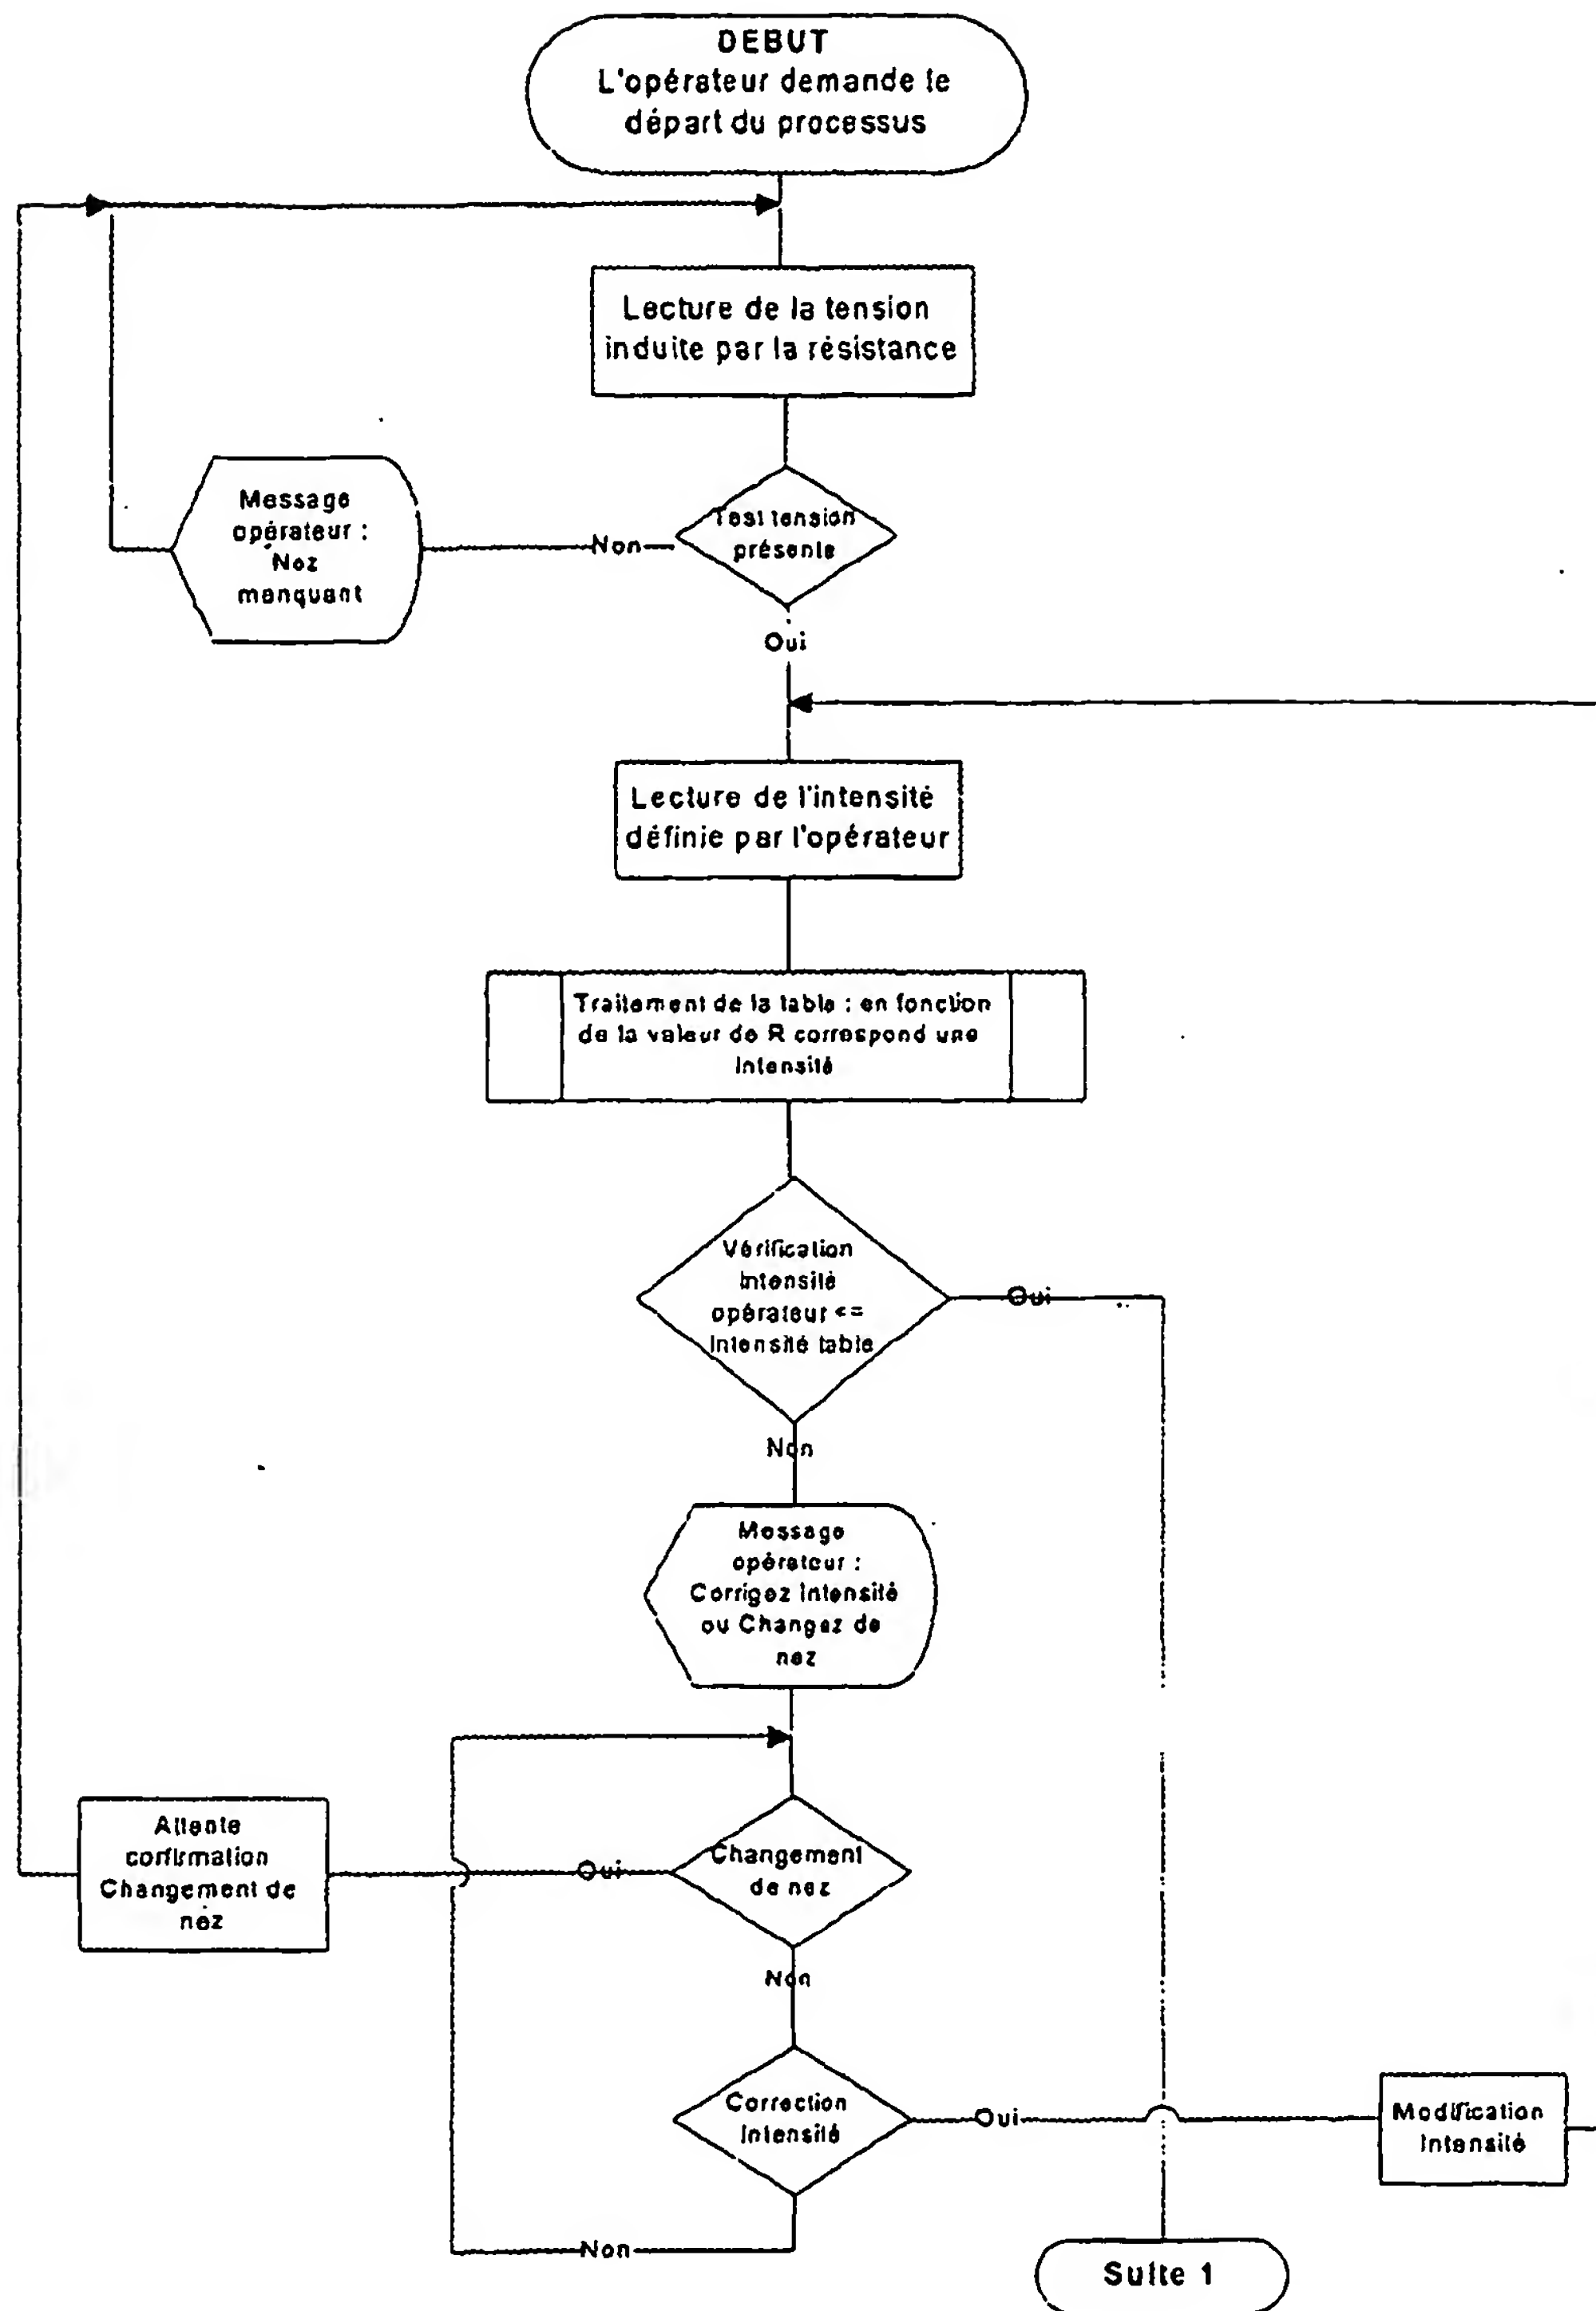 DEBUT
L'opérateur demande le
départ du processus
Lecture de la tension
induite par la résistance
Message
opérateur :
Nez
manquant
Non
Test tension
présente
Oui
Lecture de l'intensité
définie par l'opérateur
Traitement de la table : en fonction
de la valeur de R correspond une
Intensité
Vérification
Intensité
opérateur <=
Intensité table
Oui
Non
Message
opérateur :
Corrigez Intensité
ou Changez de
nez
Attente
confirmation
Changement de
nez
Oui
Changement
de nez
Non
Correction
Intensité
Oui
Modification
Intensité
Non
Suite 1